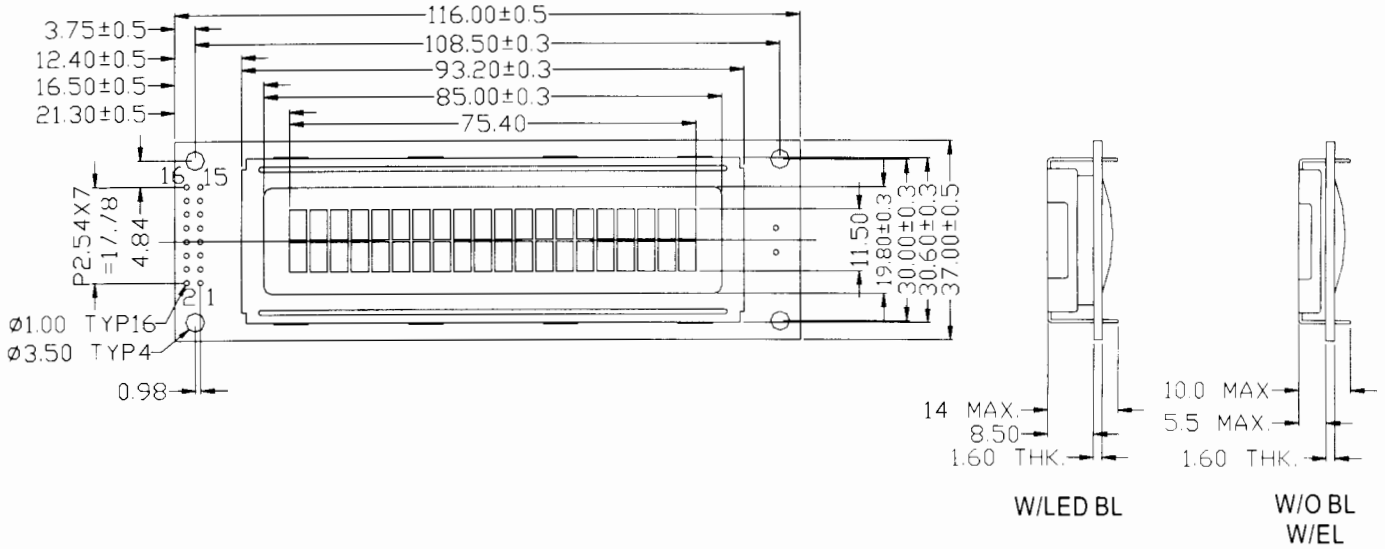 116.00±0.5
3.75±0.5
108.50±0.3
12.40±0.5
93.20±0.3
16.50±0.5
85.00±0.3
21.30±0.5
75.40
16 15
P2.54X7
=17.78
4.84
2 1
11.50
19.80±0.3
30.00±0.3
30.60±0.3
37.00±0.5
ø1.00 TYP16
ø3.50 TYP4
0.98
14 MAX.
8.50
1.60 THK.
W/LED BL
10.0 MAX
5.5 MAX.
1.60 THK.
W/O BL
W/EL